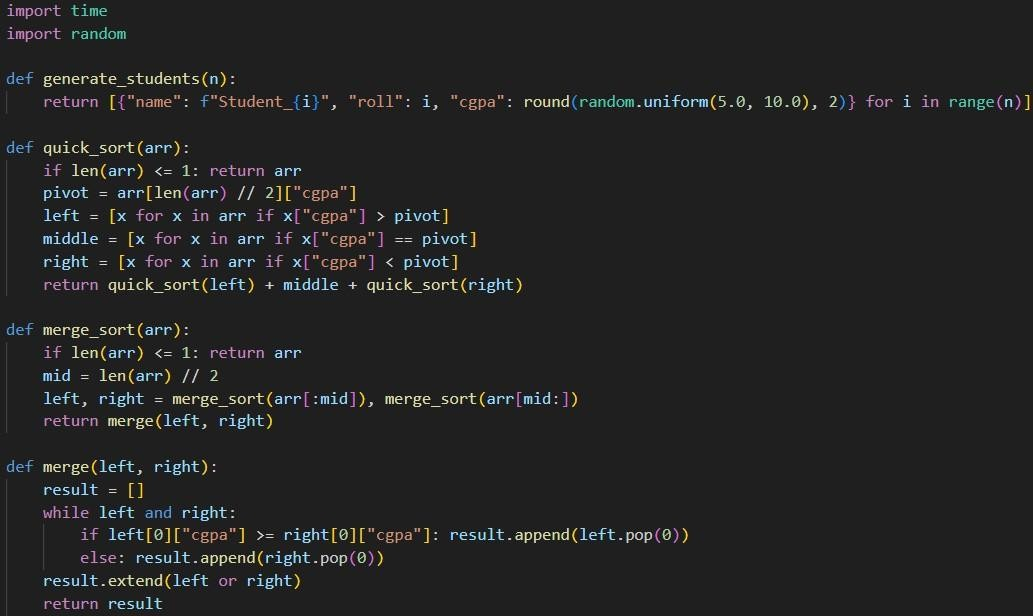 import time
import random

def generate_students(n):
    return [{"name": f"Student_{i}", "roll": i, "cgpa": round(random.uniform(5.0, 10.0), 2)} for i in range(n)]

def quick_sort(arr):
    if len(arr) <= 1: return arr
    pivot = arr[len(arr) // 2]["cgpa"]
    left = [x for x in arr if x["cgpa"] > pivot]
    middle = [x for x in arr if x["cgpa"] == pivot]
    right = [x for x in arr if x["cgpa"] < pivot]
    return quick_sort(left) + middle + quick_sort(right)

def merge_sort(arr):
    if len(arr) <= 1: return arr
    mid = len(arr) // 2
    left, right = merge_sort(arr[:mid]), merge_sort(arr[mid:])
    return merge(left, right)

def merge(left, right):
    result = []
    while left and right:
        if left[0]["cgpa"] >= right[0]["cgpa"]: result.append(left.pop(0))
        else: result.append(right.pop(0))
    result.extend(left or right)
    return result